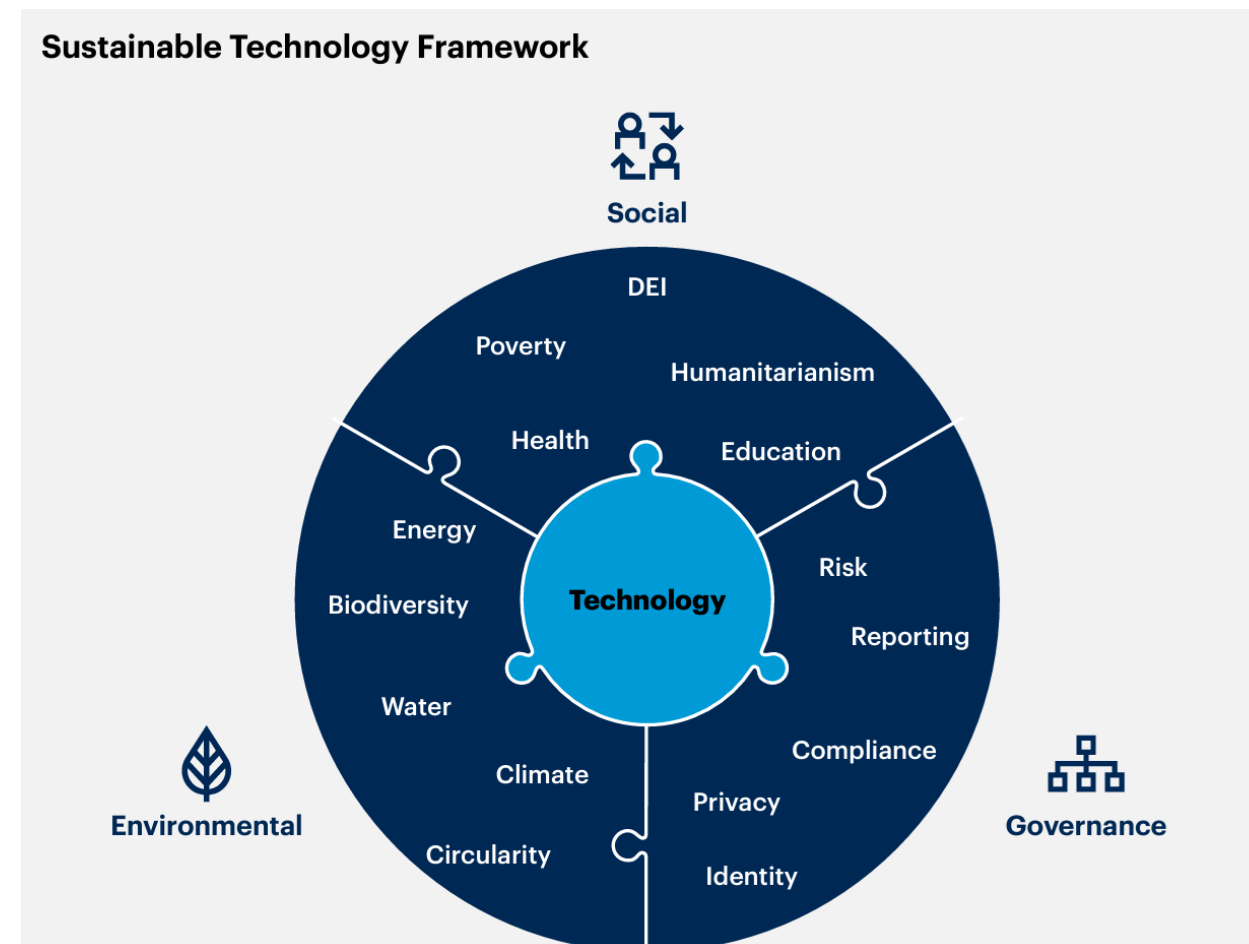 Sustainable Technology Framework
Social
DEI
Poverty
Humanitarianism
Health
Education
Energy
Risk
Biodiversity
Technology
Reporting
Water
Compliance
Climate
Privacy
Environmental
Governance
Circularity
Identity